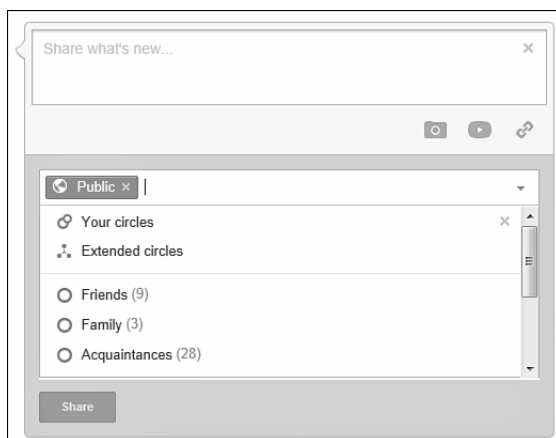 Share what's new...
Public
Your circles
Extended circles
Friends (9)
Family (3)
Acquaintances (28)
Share